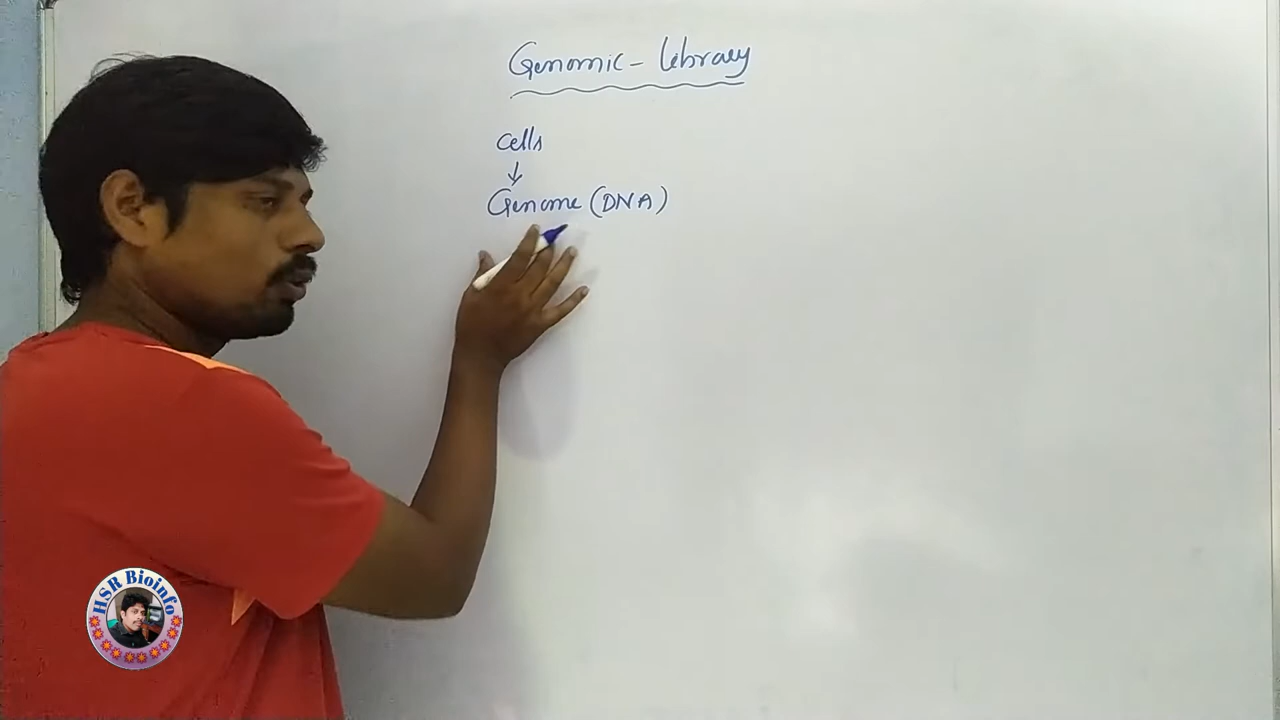 Genomic - Library
cells
↓
Genome (DNA)
HSR Bioinfo